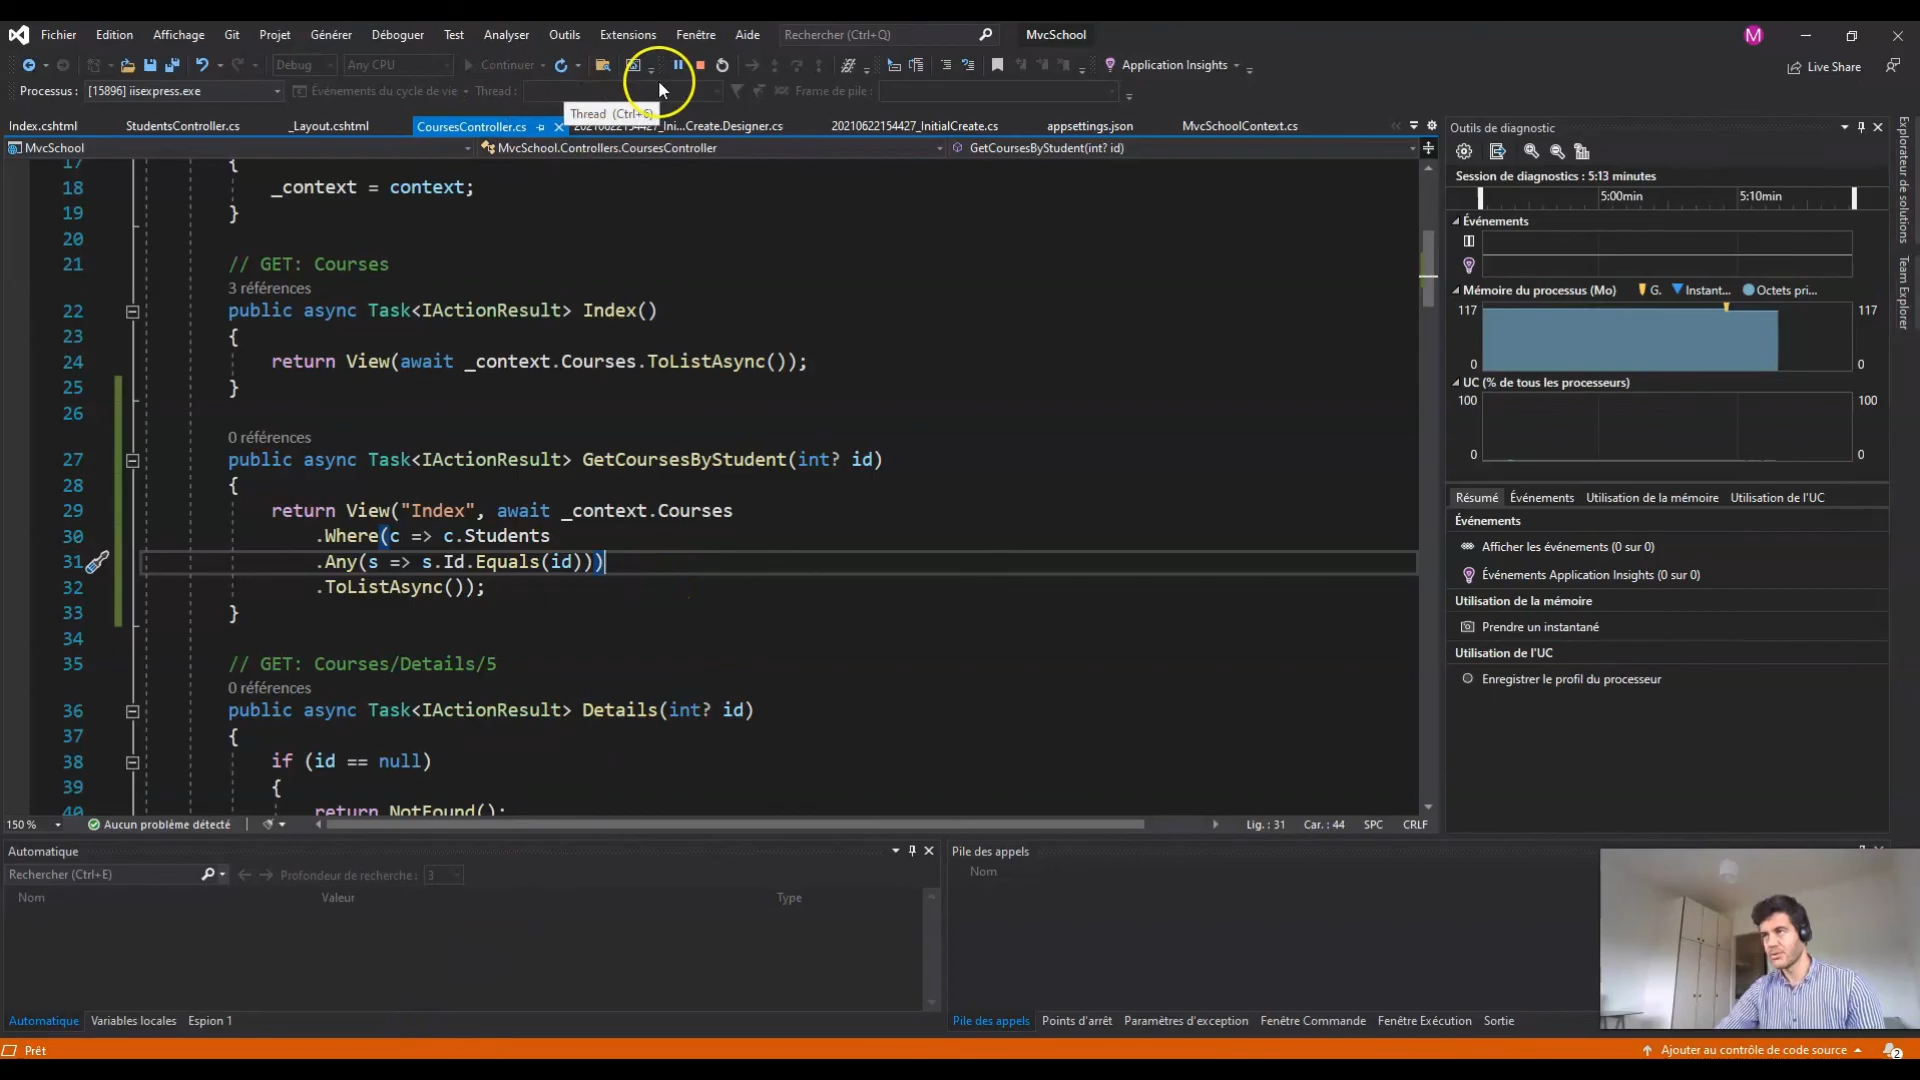 Fichier Edition Affichage Git Projet Générer Déboguer Test Analyser Outils Extensions Fenêtre Aide Rechercher (Ctrl+Q) MvcSchool M
Debug Any CPU Continuer Application Insights Live Share
Processus : [15896] iisexpress.exe Événements du cycle de vie Thread : Frame de pile :
Thread (Ctrl+6)
Index.cshtml StudentsController.cs _Layout.cshtml CoursesController.cs 20210622154427_Ini...Create.Designer.cs 20210622154427_InitialCreate.cs appsettings.json MvcSchoolContext.cs
MvcSchool MvcSchool.Controllers.CoursesController GetCoursesByStudent(int? id)
17 {
18 _context = context;
19 }
20
21 // GET: Courses
3 références
22 public async Task<IActionResult> Index()
23 {
24 return View(await _context.Courses.ToListAsync());
25 }
26
0 références
27 public async Task<IActionResult> GetCoursesByStudent(int? id)
28 {
29 return View("Index", await _context.Courses
30 .Where(c => c.Students
31 .Any(s => s.Id.Equals(id)))
32 .ToListAsync());
33 }
34
35 // GET: Courses/Details/5
0 références
36 public async Task<IActionResult> Details(int? id)
37 {
38 if (id == null)
39 {
40 return NotFound();
150 % Aucun problème détecté Lig. : 31 Car. : 44 SPC CRLF
Outils de diagnostic
Session de diagnostics : 5:13 minutes
5:00min 5:10min
Événements
Mémoire du processus (Mo) G. Instant... Octets pri...
117 117
0 0
UC (% de tous les processeurs)
100 100
0 0
Résumé Événements Utilisation de la mémoire Utilisation de l'UC
Événements
Afficher les événements (0 sur 0)
Événements Application Insights (0 sur 0)
Utilisation de la mémoire
Prendre un instantané
Utilisation de l'UC
Enregistrer le profil du processeur
Explorateur de solutions
Team Explorer
Automatique
Rechercher (Ctrl+E) Profondeur de recherche : 3
Nom Valeur Type
Automatique Variables locales Espion 1
Pile des appels
Nom
Pile des appels Points d'arrêt Paramètres d'exception Fenêtre Commande Fenêtre Exécution Sortie
Prêt Ajouter au contrôle de code source 2